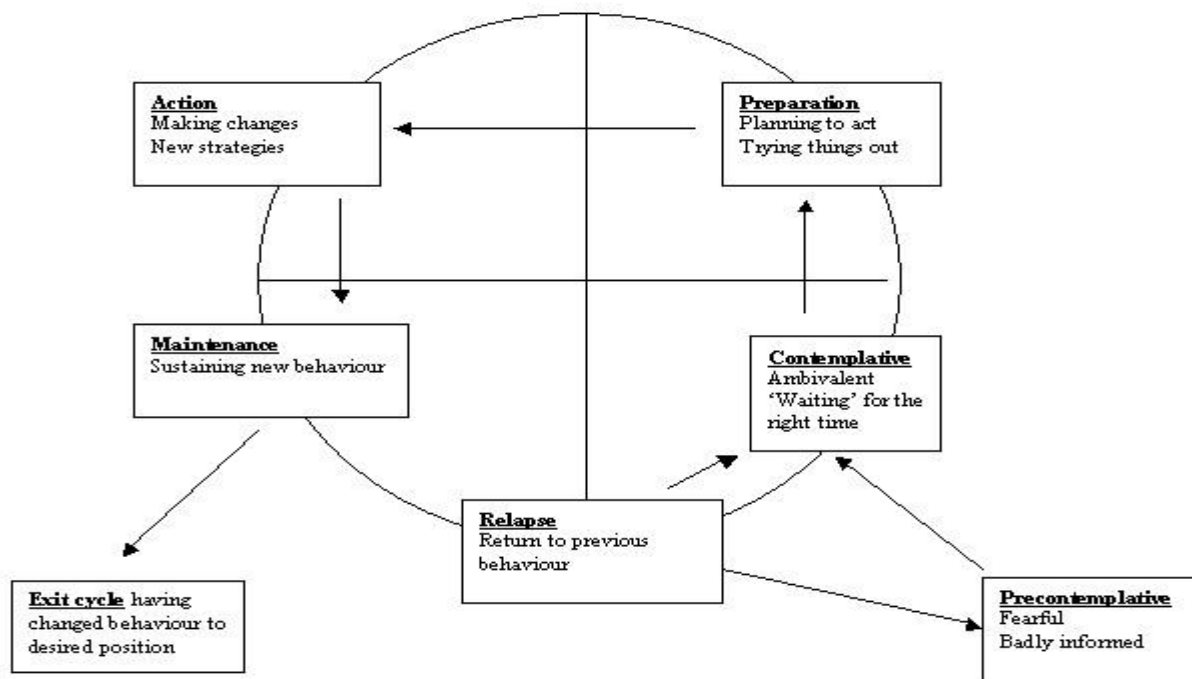 Action
Making changes
New strategies
Preparation
Planning to act
Trying things out
Maintenance
Sustaining new behaviour
Contemplative
Ambivalent
‘Waiting’ for the
right time
Relapse
Return to previous
behaviour
Exit cycle having
changed behaviour to
desired position
Precontemplative
Fearful
Badly informed